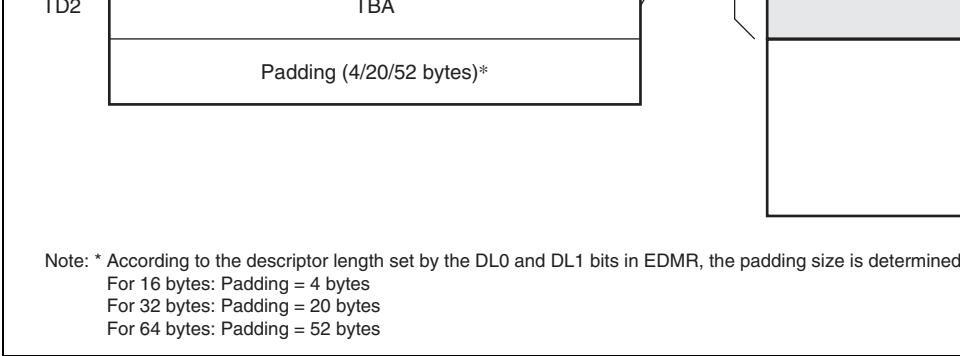 TD2 TBA
Padding (4/20/52 bytes)*
Note: * According to the descriptor length set by the DL0 and DL1 bits in EDMR, the padding size is determined
For 16 bytes: Padding = 4 bytes
For 32 bytes: Padding = 20 bytes
For 64 bytes: Padding = 52 bytes